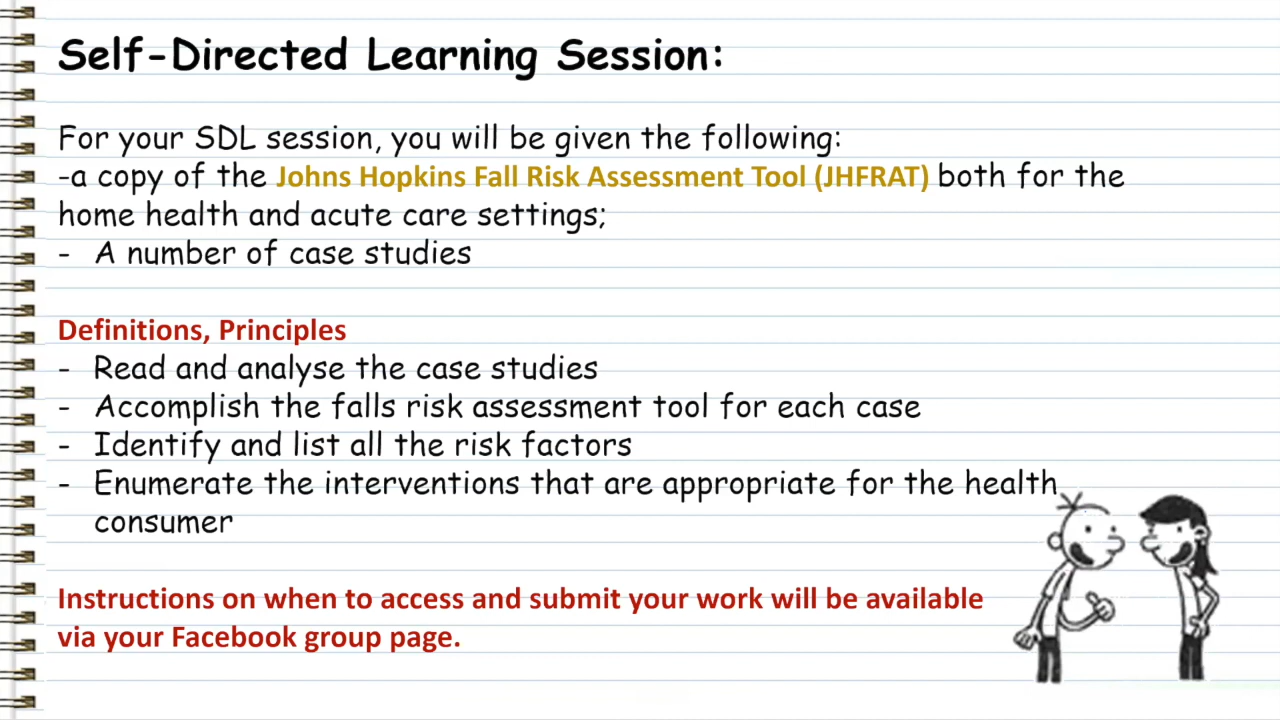 Self-Directed Learning Session:
For your SDL session, you will be given the following:
-a copy of the Johns Hopkins Fall Risk Assessment Tool (JHFRAT) both for the
home health and acute care settings;
- A number of case studies
Definitions, Principles
- Read and analyse the case studies
- Accomplish the falls risk assessment tool for each case
- Identify and list all the risk factors
- Enumerate the interventions that are appropriate for the health
consumer
Instructions on when to access and submit your work will be available
via your Facebook group page.